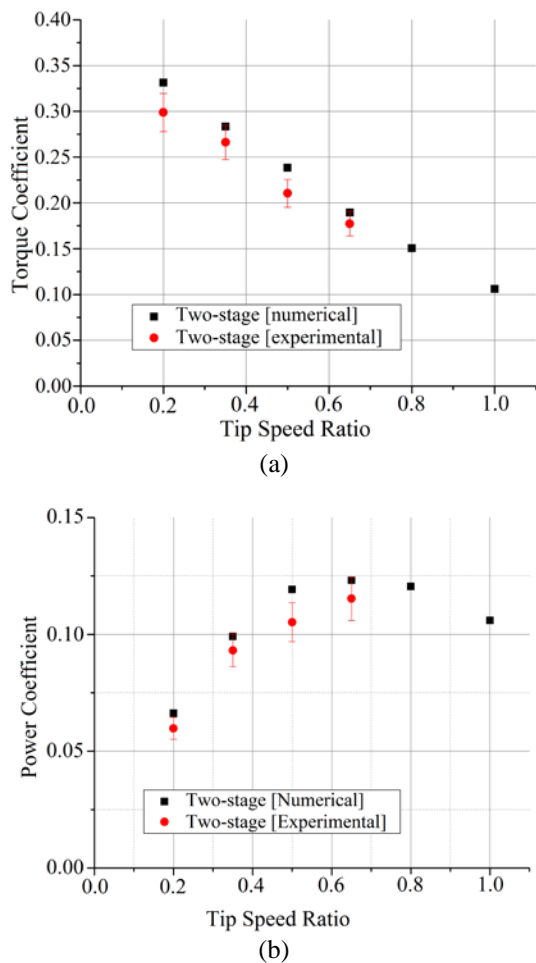 0.40
0.35
0.30
0.25
0.20
0.15
0.10
0.05
0.00
Torque Coefficient
Two-stage [numerical]
Two-stage [experimental]
0.0 0.2 0.4 0.6 0.8 1.0
Tip Speed Ratio
(a)
0.15
0.10
0.05
0.00
Power Coefficient
Two-stage [Numerical]
Two-stage [Experimental]
0.0 0.2 0.4 0.6 0.8 1.0
Tip Speed Ratio
(b)